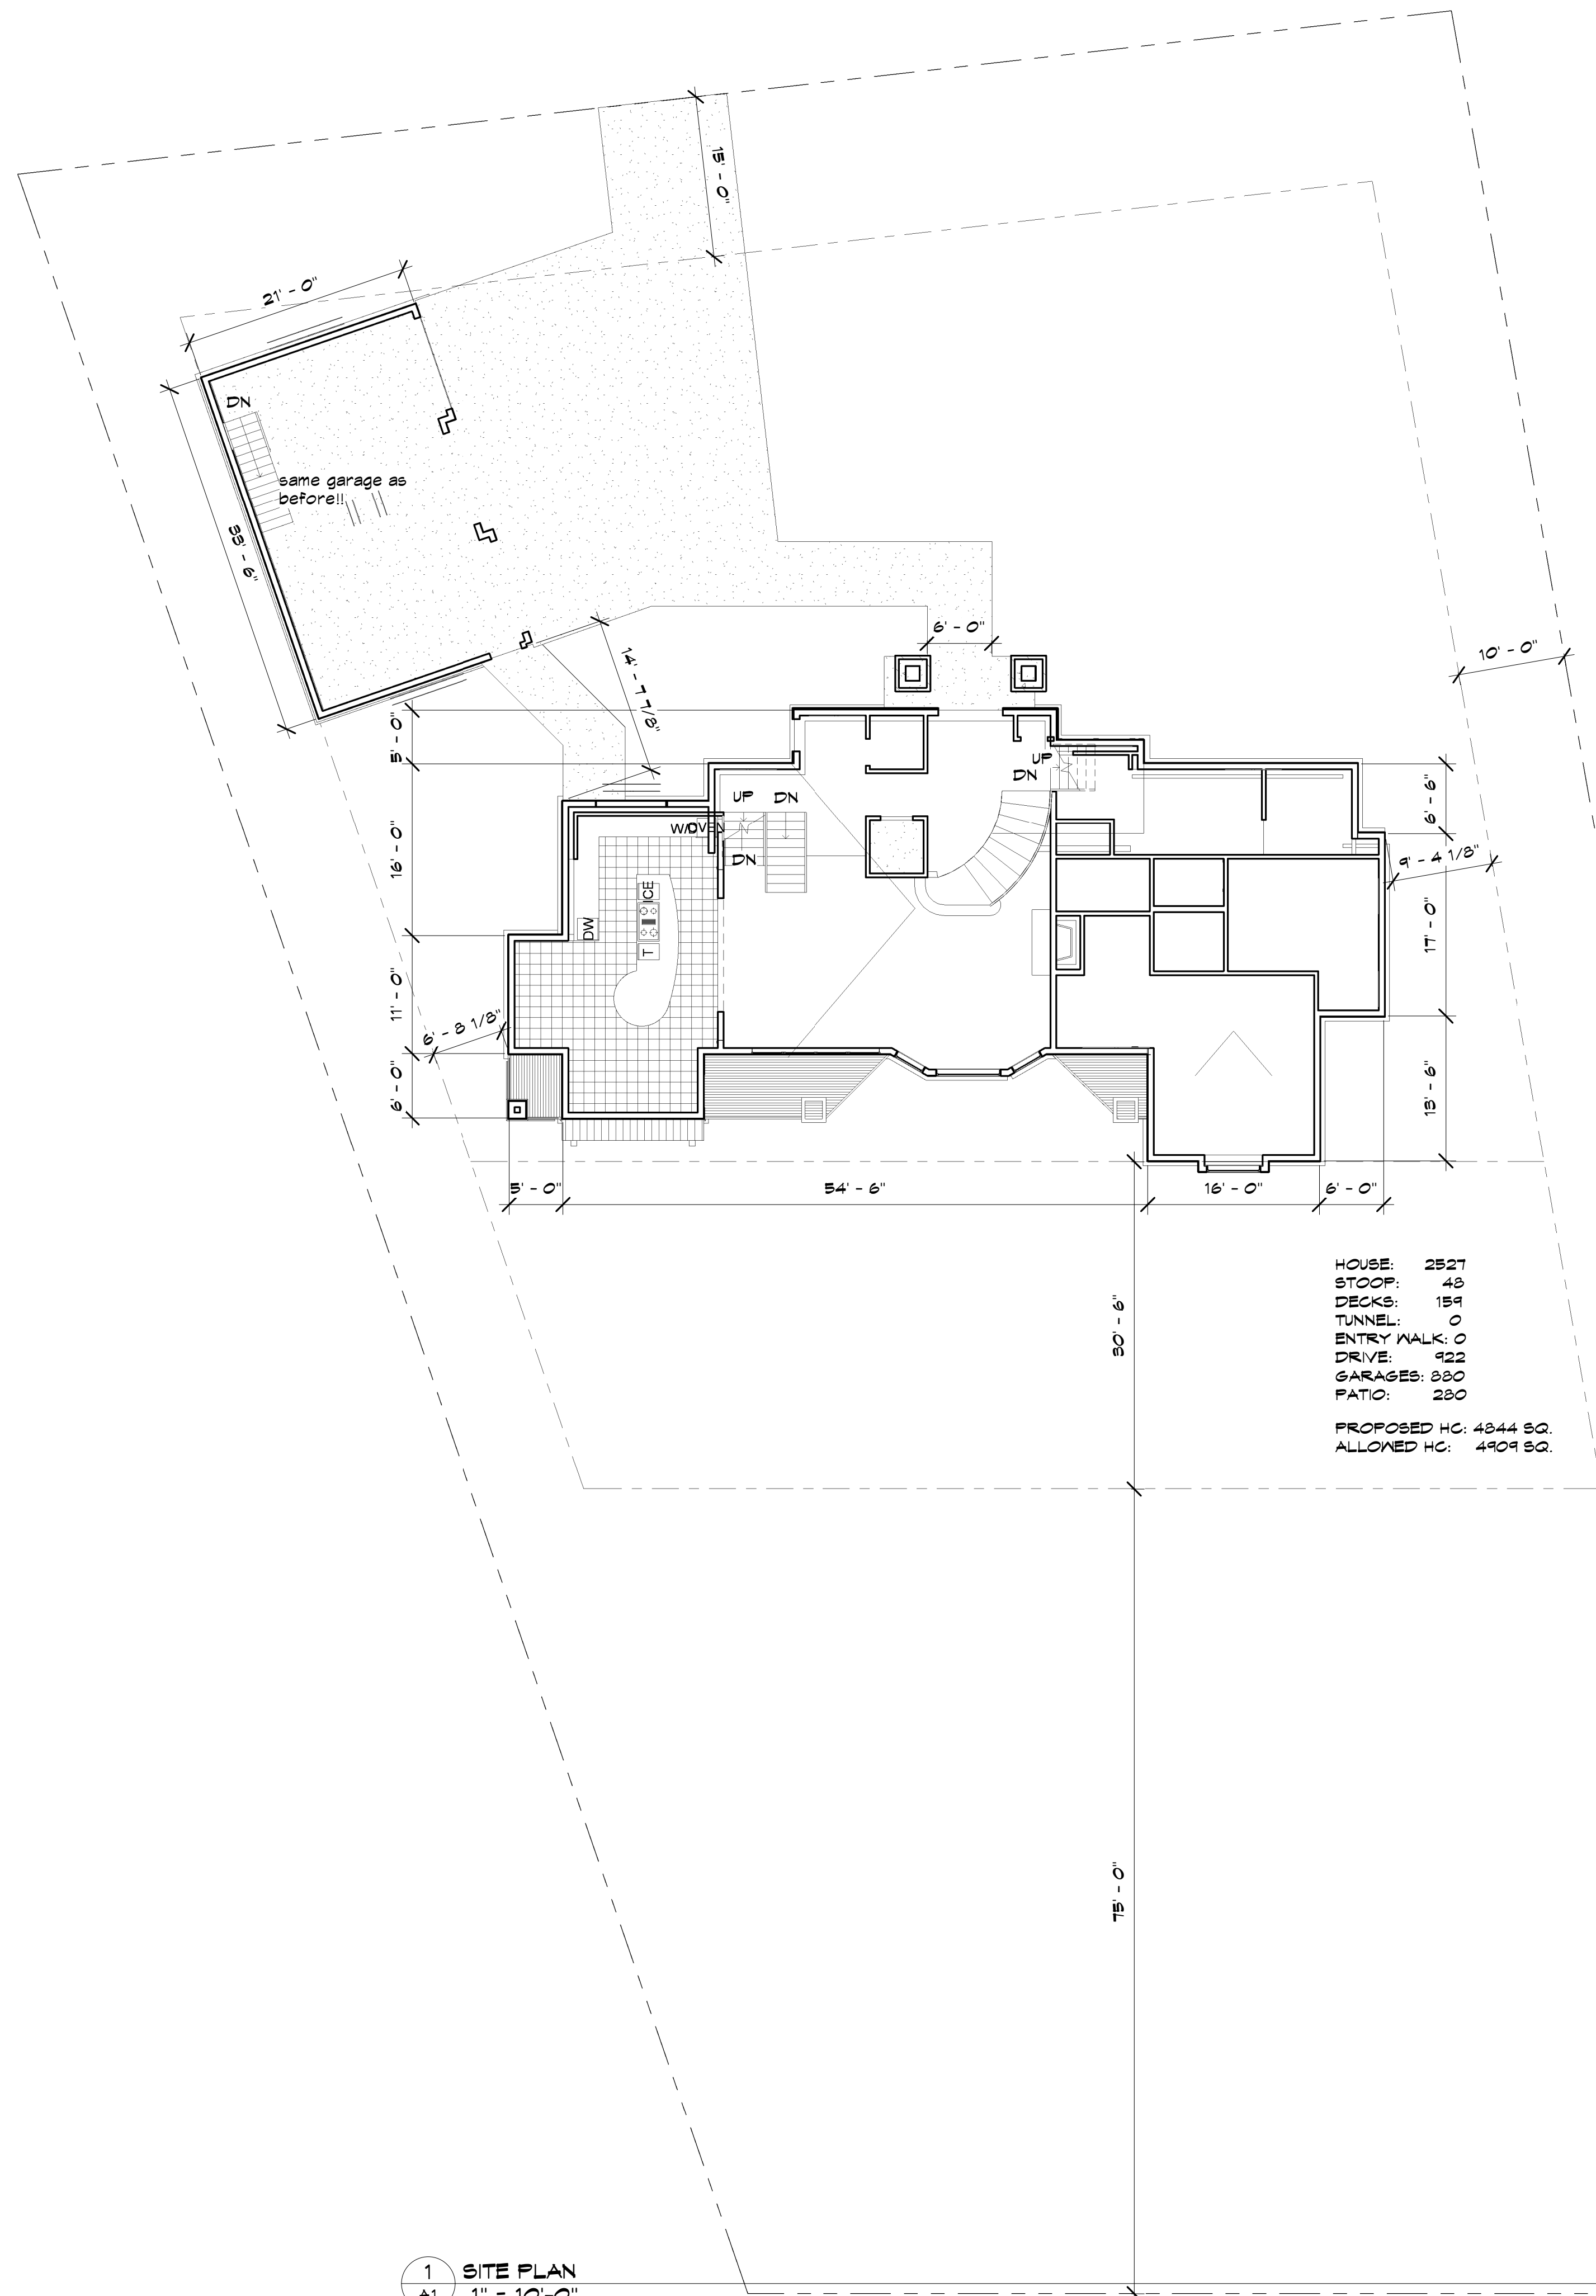 15' - 0"
21' - 0"
DN
same garage as
before!!
33' - 6"
6' - 0"
10' - 0"
14' - 7 7/8"
5' - 0"
UP
DN
UP
DN
6' - 6"
16' - 0"
DN
9' - 4 1/8"
ICE
DW
T
17' - 0"
11' - 0"
6' - 8 1/8"
6' - 0"
13' - 6"
5' - 0"
54' - 6"
16' - 0"
6' - 0"
HOUSE: 2527
STOOP: 48
DECKS: 159
TUNNEL: 0
ENTRY WALK: 0
DRIVE: 922
GARAGES: 880
PATIO: 280
30' - 6"
PROPOSED HC: 4844 SQ.
ALLOWED HC: 4909 SQ.
75' - 0"
1
SITE PLAN
A1
1" = 10'-0"